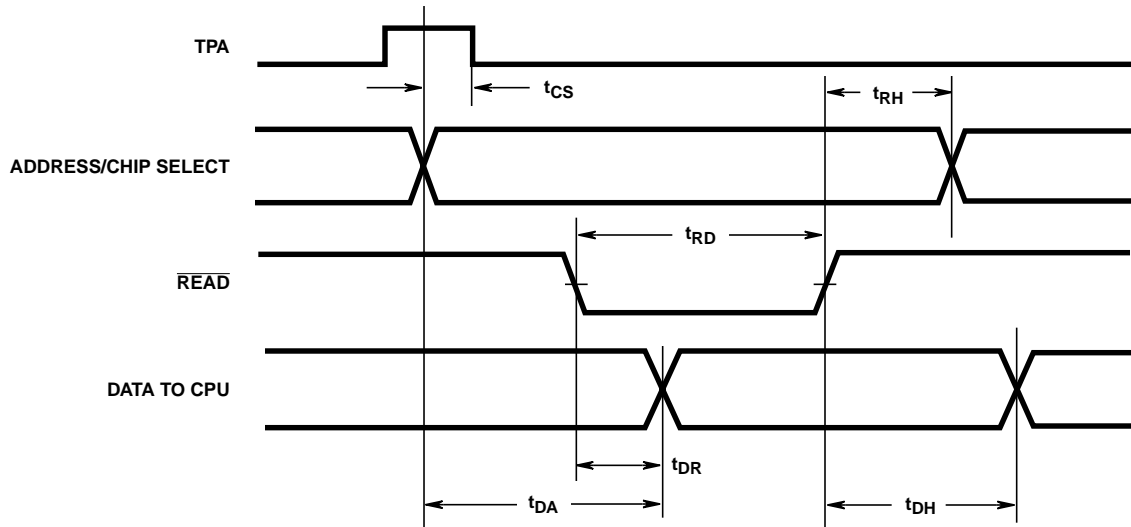 TPA
tCS
tRH
ADDRESS/CHIP SELECT
tRD
READ
DATA TO CPU
tDR
tDA
tDH